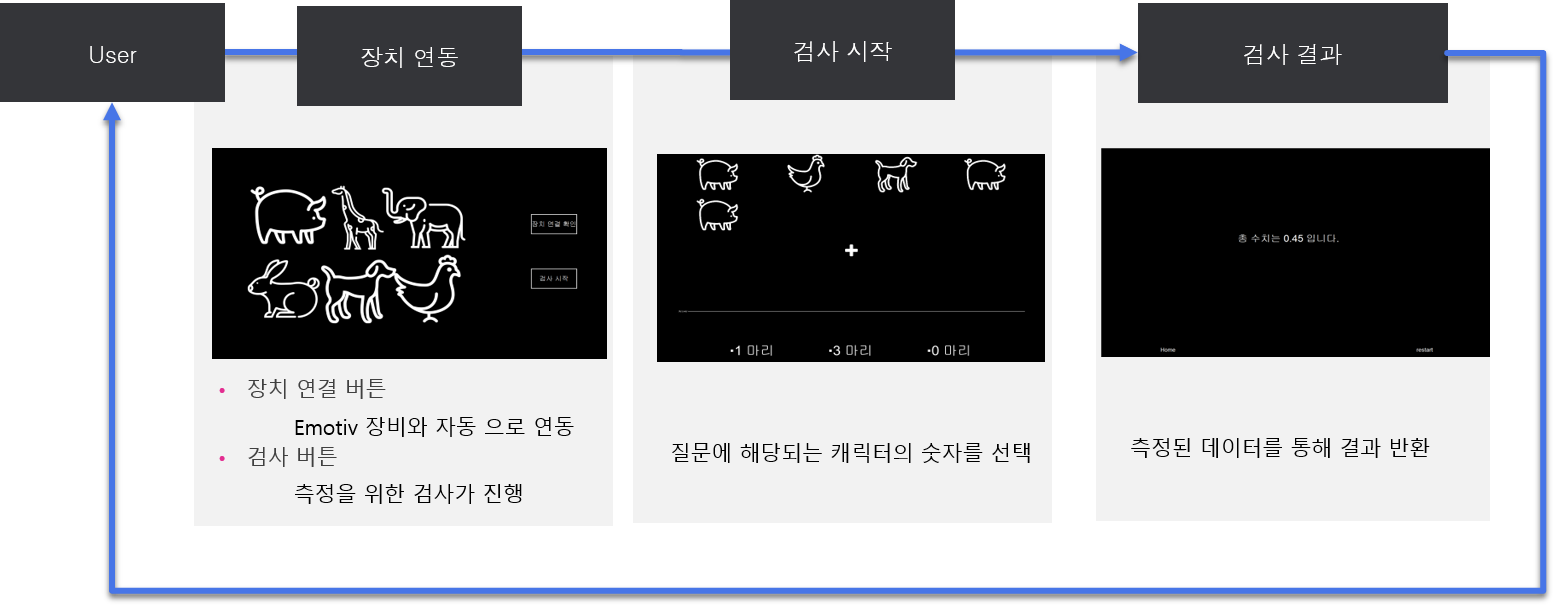 User
장치 연동
검사 시작
검사 결과
장치 연결 확인
검사 시작
•1 마리
•3 마리
•0 마리
총 수치는 0.45 입니다.
Home
restart
• 장치 연결 버튼
Emotiv 장비와 자동 으로 연동
• 검사 버튼
측정을 위한 검사가 진행
질문에 해당되는 캐릭터의 숫자를 선택
측정된 데이터를 통해 결과 반환